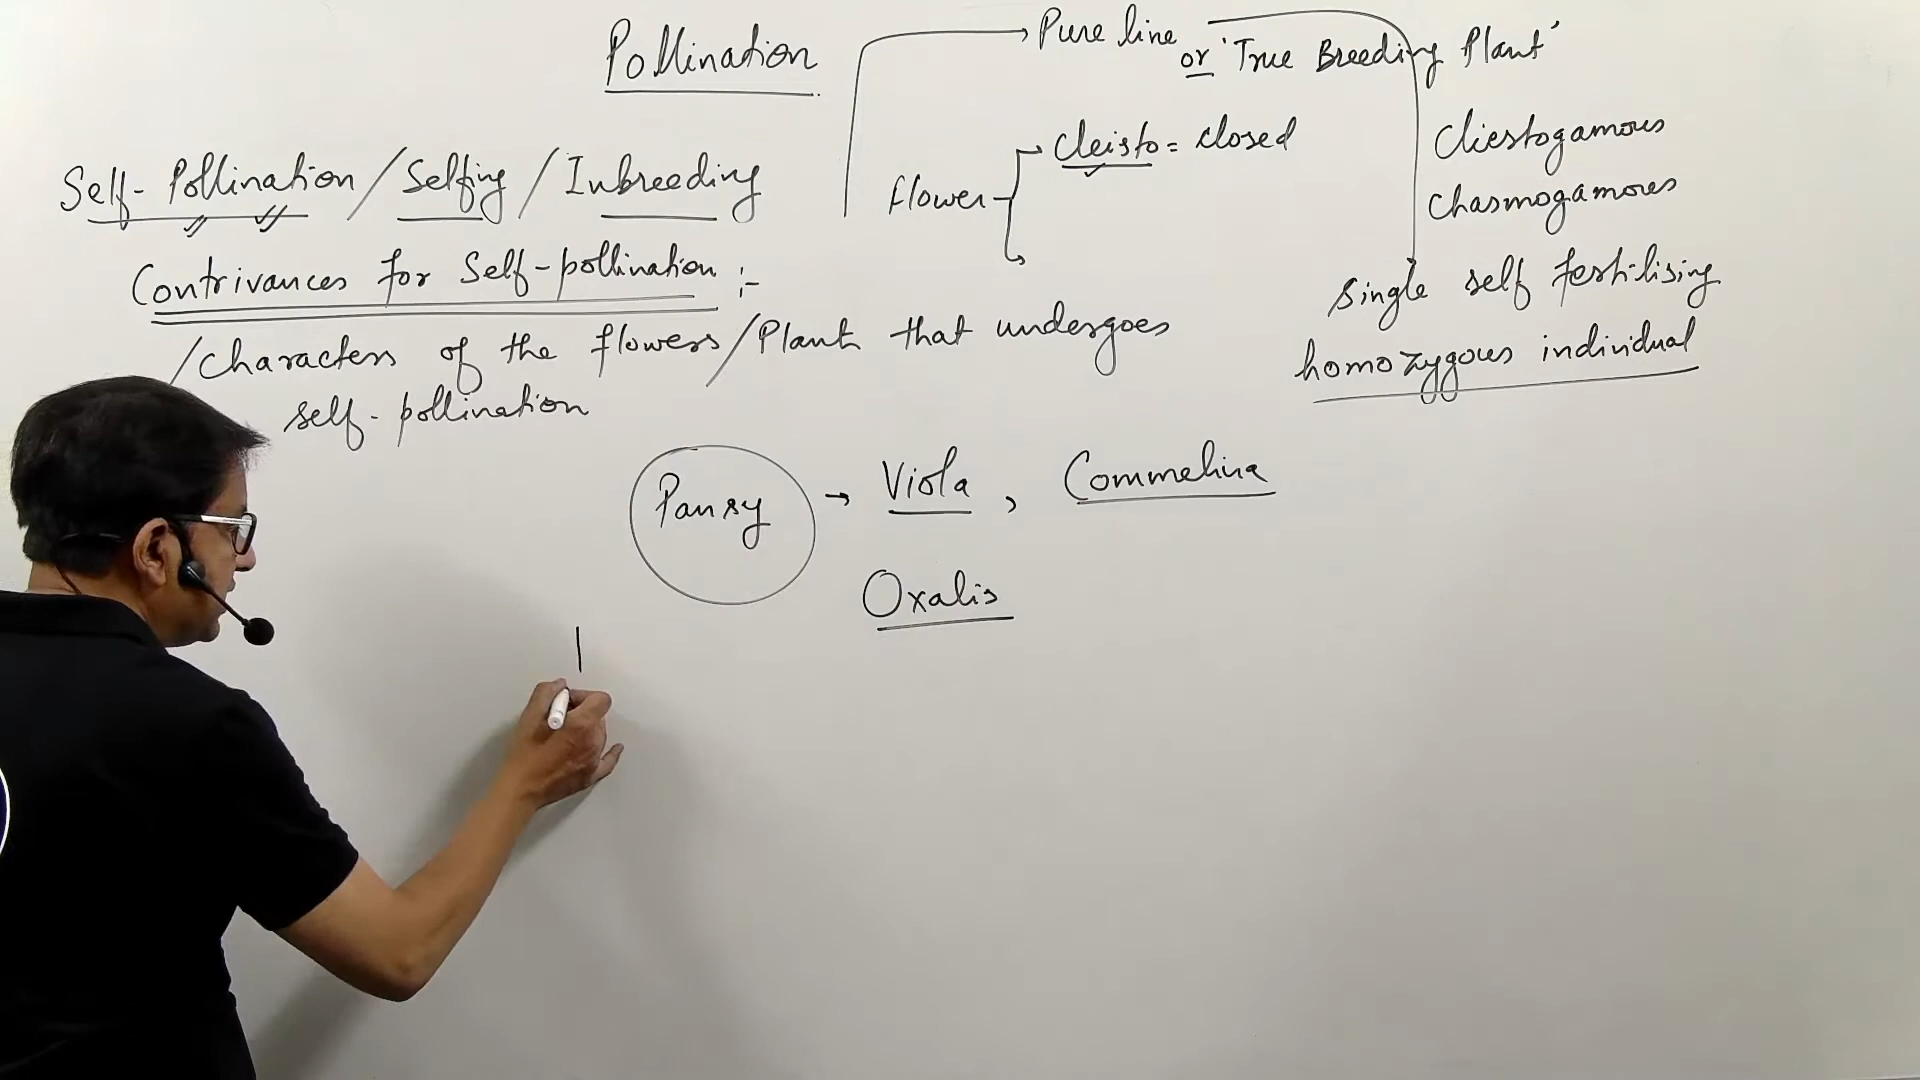 Pollination
Pure line
or 'True Breeding Plant'
Self-Pollination / Selfing / Inbreeding
flower
Cleisto = closed
Cliestogamous
Chasmogamous
Contrivances for Self-pollination :-
single self fertilising
homozygous individual
/Characters of the flowers/Plant that undergoes
self-pollination
Pansy → Viola, Commelina
Oxalis